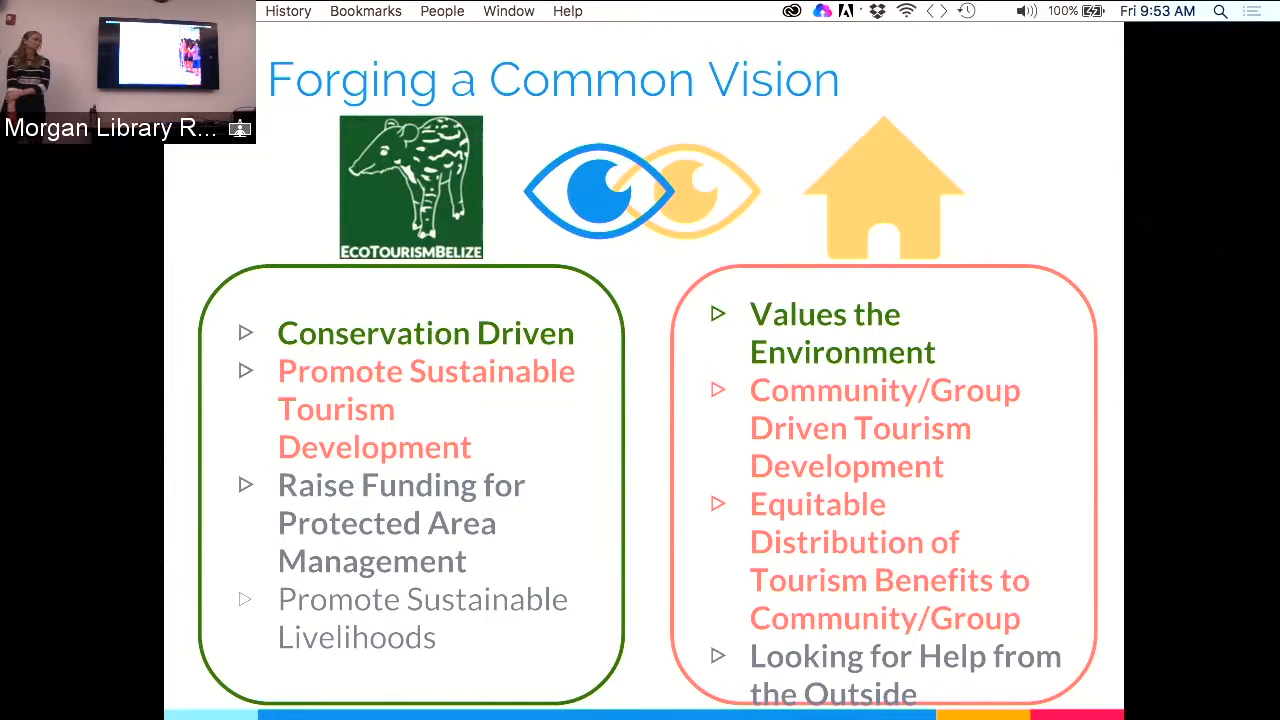 History Bookmarks People Window Help 100% Fri 9:53 AM
Morgan Library R...
Forging a Common Vision
ECOTOURISMBELIZE
Conservation Driven
Promote Sustainable
Tourism
Development
Raise Funding for
Protected Area
Management
Promote Sustainable
Livelihoods
Values the
Environment
Community/Group
Driven Tourism
Development
Equitable
Distribution of
Tourism Benefits to
Community/Group
Looking for Help from
the Outside